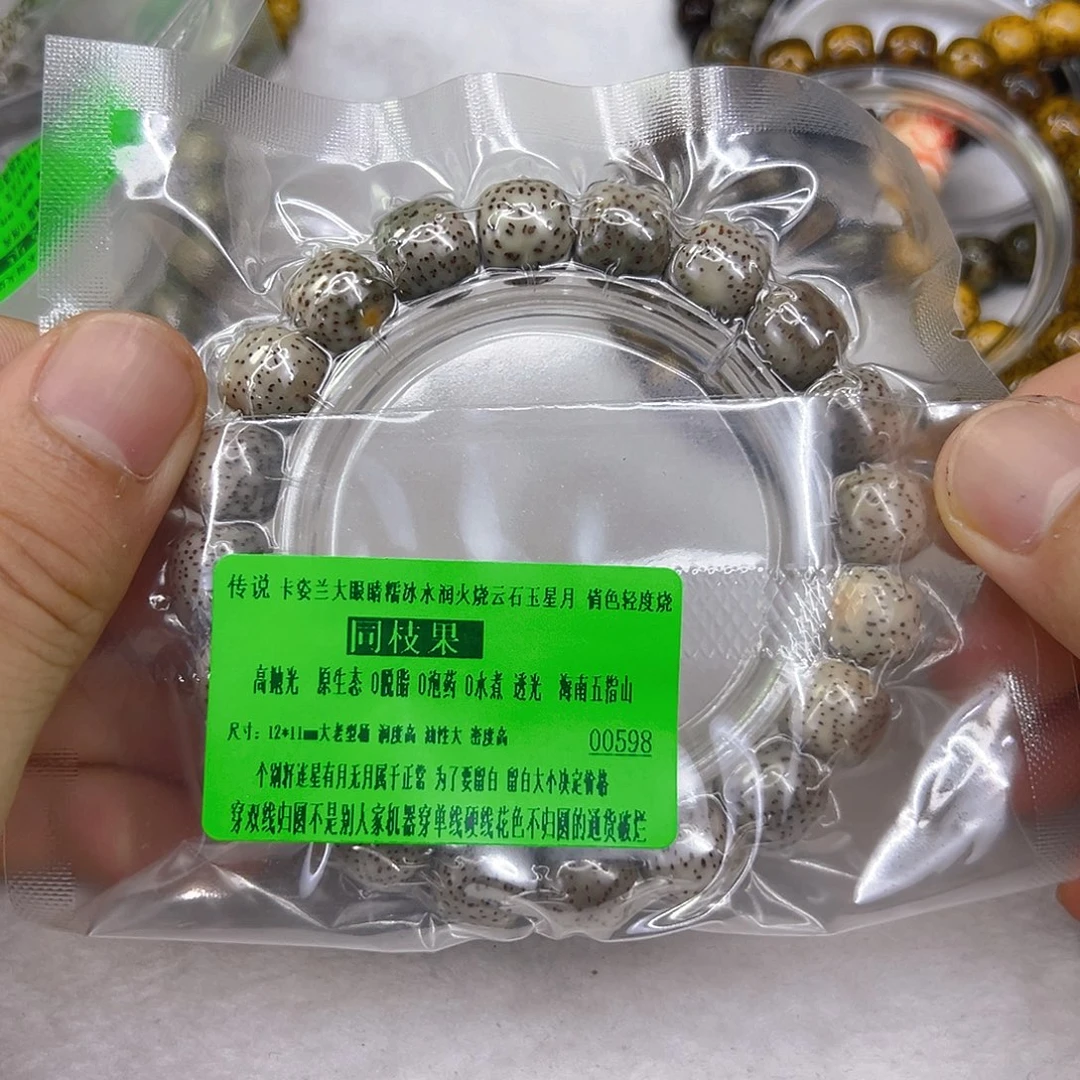 传说 卡姿兰大眼睛糯冰水润火烧云石玉星月 俏色轻度烧
同枝果
高抛光 原生态 0脱脂 0泡药 0水煮 透光 海南五指山
尺寸：12*11mm大老型桶 润度高 油性大 密度高
00598
个别籽连星有月无月属于正常 为了要留白 留白大小决定价格
穿双线归圆不是别人家机器穿单线硬线花色不归圆的通货破烂